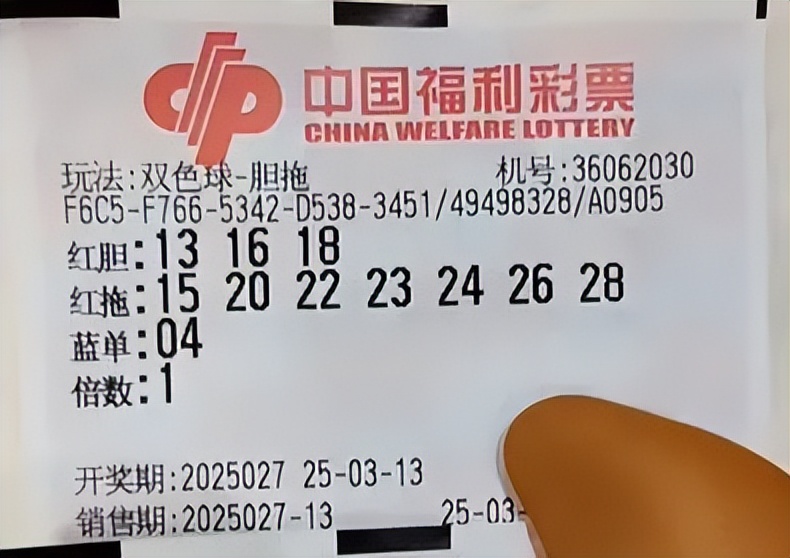 中国福利彩票
CHINA WELFARE LOTTERY
玩法:双色球-胆拖 机号:36062030
F6C5-F766-5342-D538-3451/49498328/A0905
红胆:13 16 18
红拖:15 20 22 23 24 26 28
蓝单:04
倍数:1
开奖期:2025027 25-03-13
销售期:2025027-13 25-03-